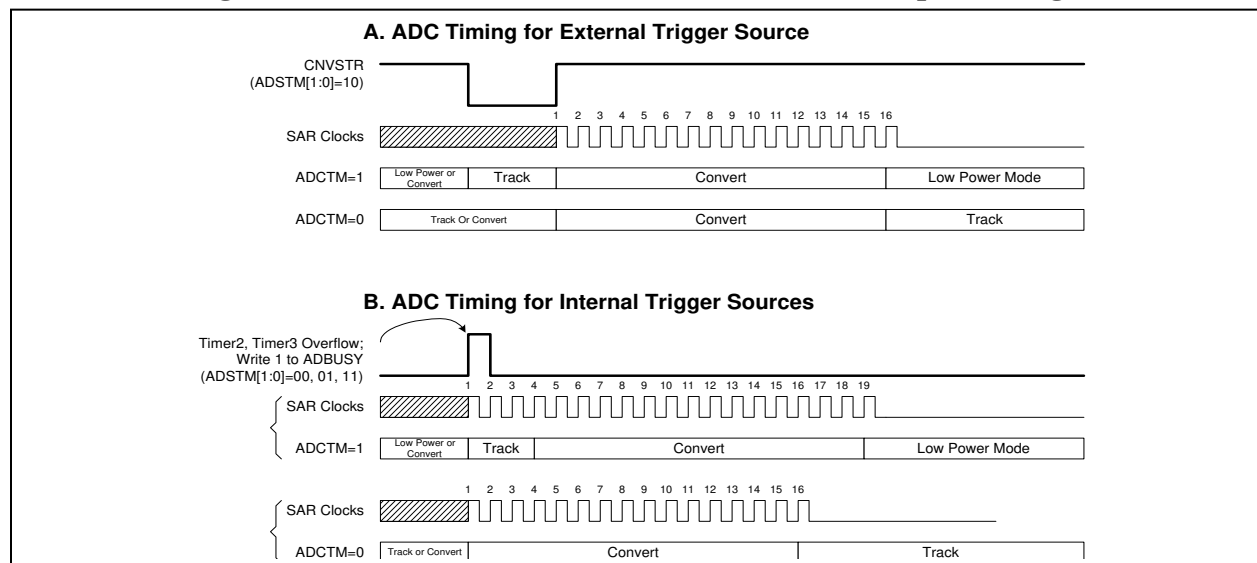 A. ADC Timing for External Trigger Source
CNVSTR
(ADSTM[1:0]=10)
1 2 3 4 5 6 7 8 9 10 11 12 13 14 15 16
SAR Clocks
ADCTM=1
Low Power or
Convert
Track
Convert
Low Power Mode
ADCTM=0
Track Or Convert
Convert
Track
B. ADC Timing for Internal Trigger Sources
Timer2, Timer3 Overflow;
Write 1 to ADBUSY
(ADSTM[1:0]=00, 01, 11)
1 2 3 4 5 6 7 8 9 10 11 12 13 14 15 16 17 18 19
SAR Clocks
ADCTM=1
Low Power or
Convert
Track
Convert
Low Power Mode
1 2 3 4 5 6 7 8 9 10 11 12 13 14 15 16
SAR Clocks
ADCTM=0
Track or Convert
Convert
Track